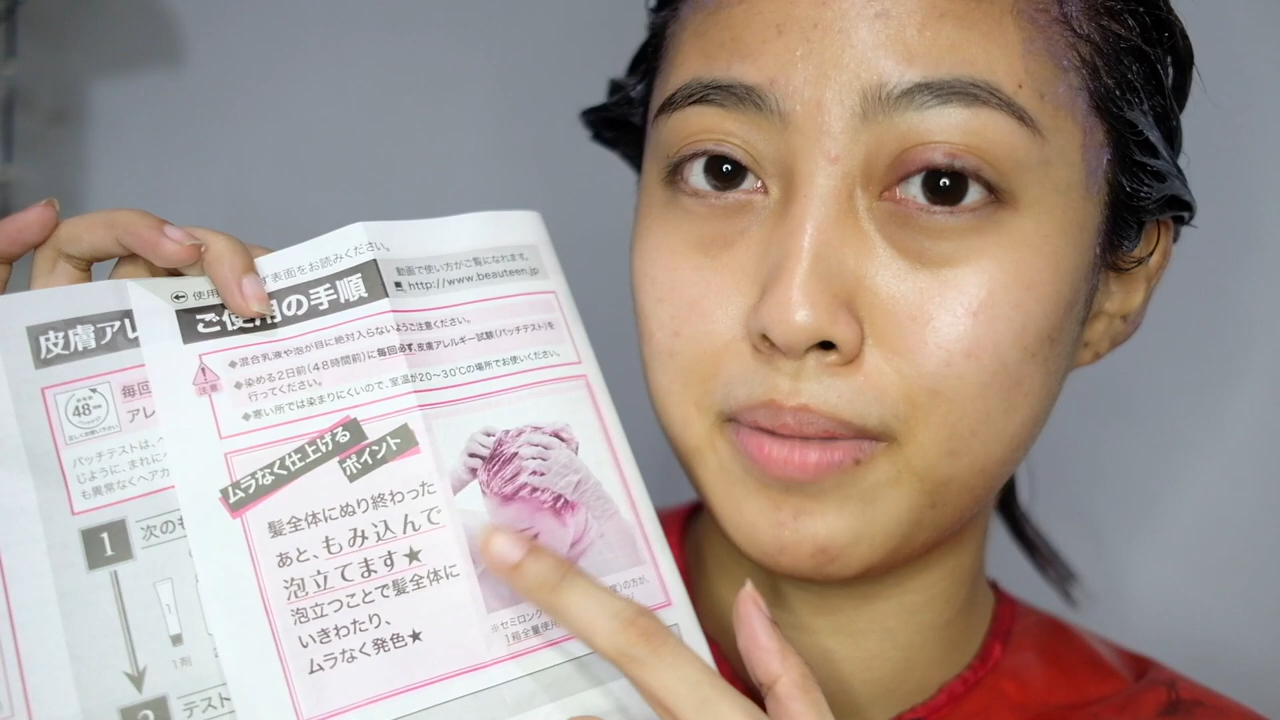 皮膚アレ
48
毎回
アレ
パッチテストは、
じように、まれに
も異常なくヘアカ
1
次のも
1
1剤
2
テスト
使用
ず表面をお読みください。
ご使用の手順
動画で使い方がご覧になれます。
http://www.beauteen.jp
注意
◆混合乳液や泡が目に絶対入らないようご注意ください。
◆染める2日前(48時間前)に毎回必ず、皮膚アレルギー試験(パッチテスト)を
行ってください。
◆寒い所では染まりにくいので、室温が20~30℃の場所でお使いください。
ムラなく仕上げる
ポイント
髪全体にぬり終わった
あと、もみ込んで
泡立てます★
泡立つことで髪全体に
いきわたり、
ムラなく発色★
※セミロング
の方が、
1箱全量使用